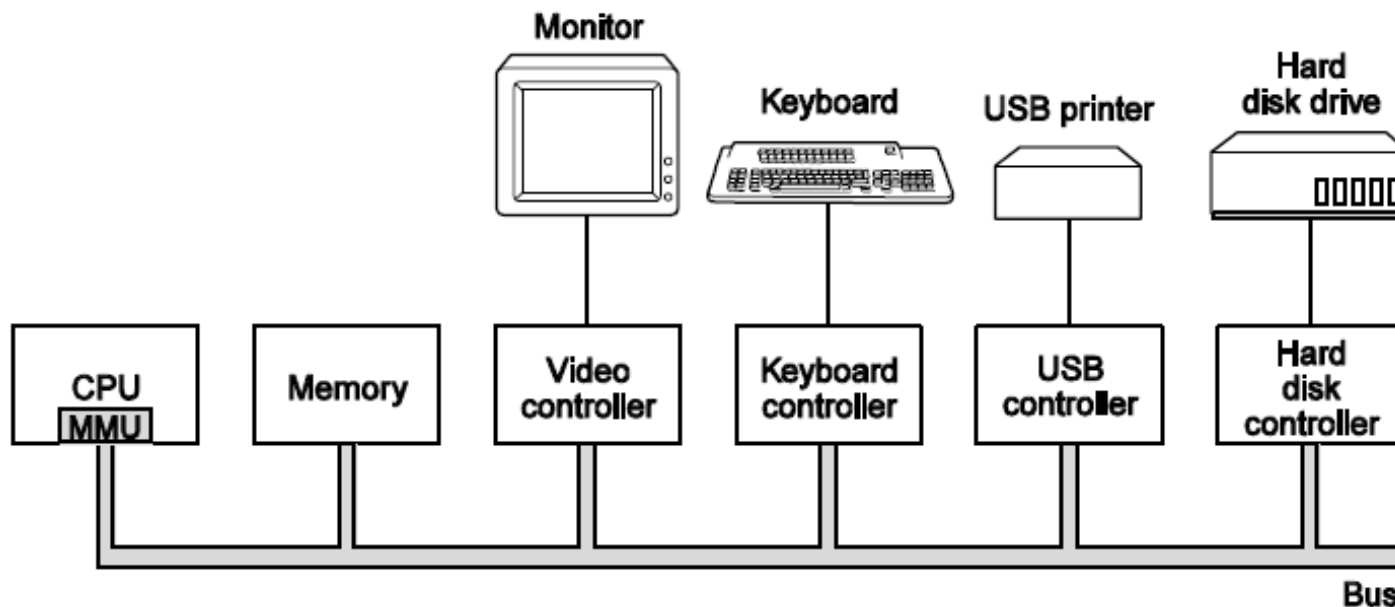 Monitor
Keyboard
USB printer
Hard
disk drive
CPU
MMU
Memory
Video
controller
Keyboard
controller
USB
controller
Hard
disk
controller
Bus